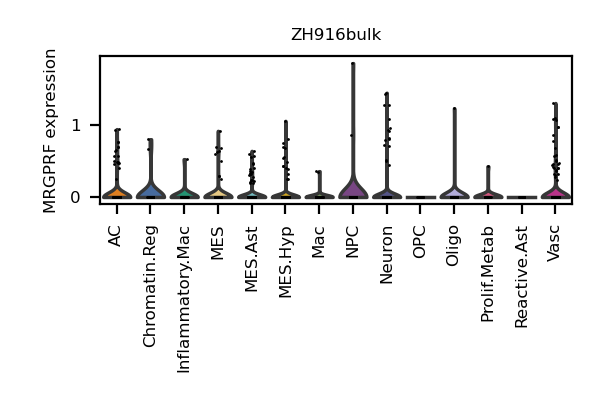 ZH916bulk
MRGPRF expression
1
0
AC
Chromatin.Reg
Inflammatory.Mac
MES
MES.Ast
MES.Hyp
Mac
NPC
Neuron
OPC
Oligo
Prolif.Metab
Reactive.Ast
Vasc